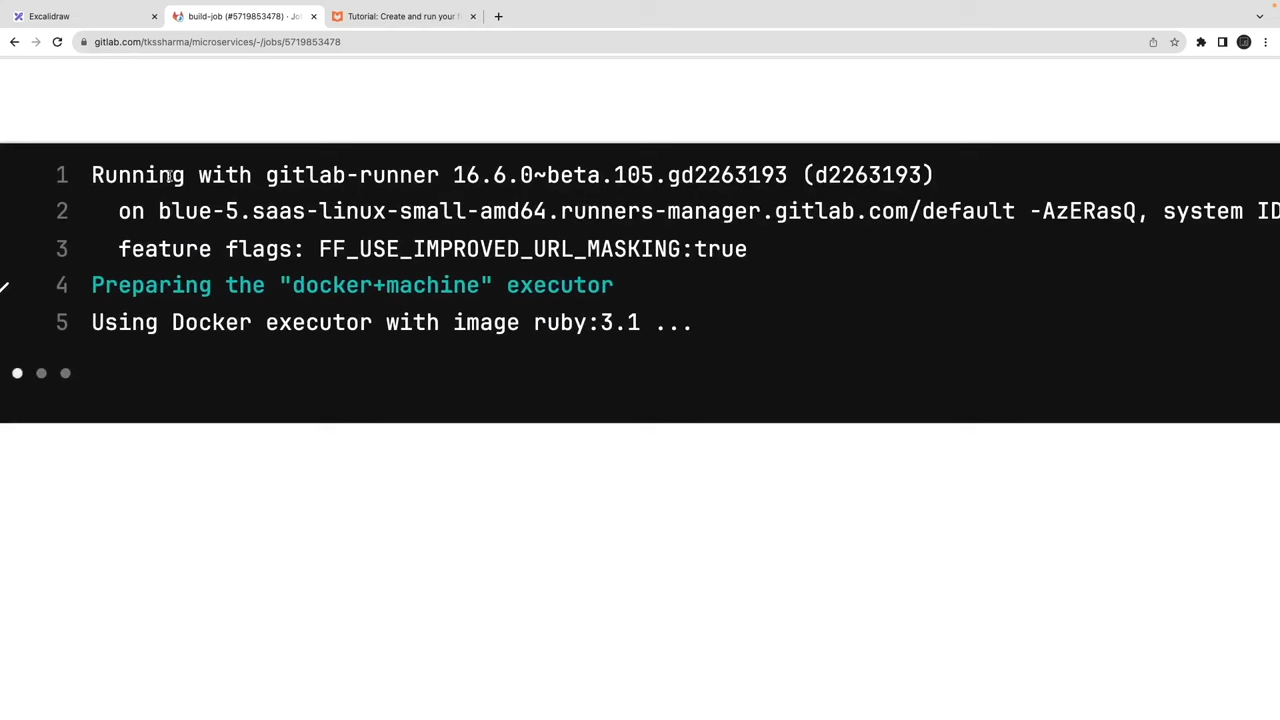 Excalidraw
build-job (#5719853478) · Jo
Tutorial: Create and run your f
gitlab.com/tkssharma/microservices/-/jobs/5719853478
1 Running with gitlab-runner 16.6.0~beta.105.gd2263193 (d2263193)
2 on blue-5.saas-linux-small-amd64.runners-manager.gitlab.com/default -AzERasQ, system ID
3 feature flags: FF_USE_IMPROVED_URL_MASKING:true
4 Preparing the "docker+machine" executor
5 Using Docker executor with image ruby:3.1 ...